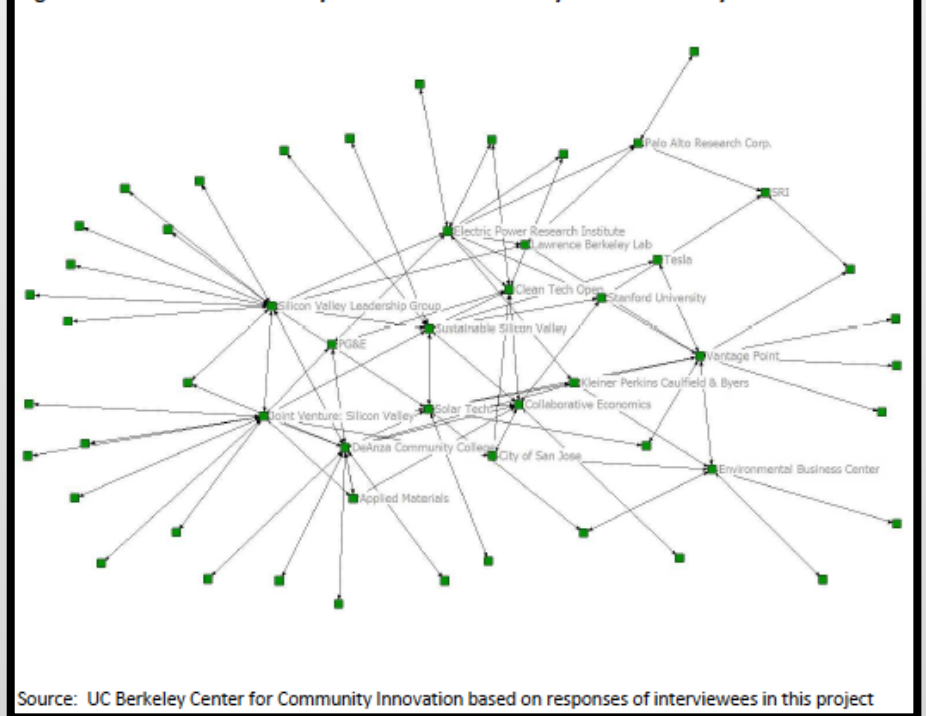 Palo Alto Research Corp.
SRI
Electric Power Research Institute
Lawrence Berkeley Lab
Tesla
Clean Tech Open
Stanford University
Silicon Valley Leadership Group
Sustainable Silicon Valley
PG&E
Vantage Point
Kleiner Perkins Caulfield & Byers
Solar Tech
Collaborative Economics
Joint Venture: Silicon Valley
DeAnza Community College
City of San Jose
Environmental Business Center
Applied Materials
Source: UC Berkeley Center for Community Innovation based on responses of interviewees in this project